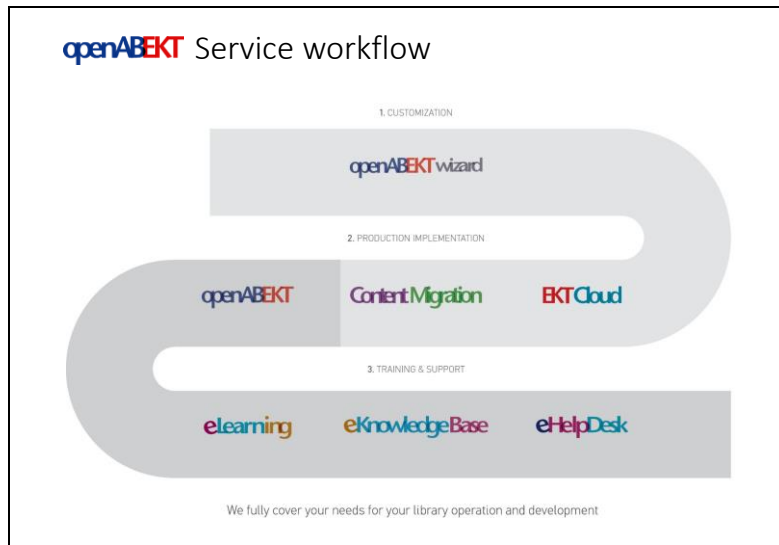 openABEKT Service workflow
1. CUSTOMIZATION
openABEKT wizard
2. PRODUCTION IMPLEMENTATION
openABEKT Content Migration EKT Cloud
3. TRAINING & SUPPORT
eLearning eKnowledgeBase eHelpDesk
We fully cover your needs for your library operation and development